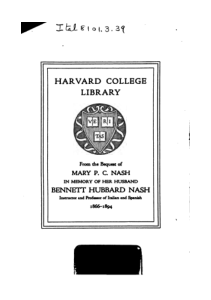 Ital 8101.3.39
HARVARD COLLEGE
LIBRARY
VE RI
TAS
From the Bequest of
MARY P. C. NASH
IN MEMORY OF HER HUSBAND
BENNETT HUBBARD NASH
Instructor and Professor of Italian and Spanish
1866-1894